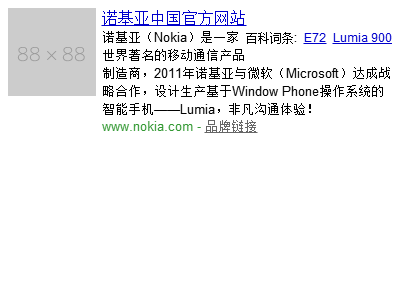 88 × 88
诺基亚中国官方网站
诺基亚（Nokia）是一家 百科词条: E72 Lumia 900
世界著名的移动通信产品
制造商，2011年诺基亚与微软（Microsoft）达成战
略合作，设计生产基于Window Phone操作系统的
智能手机——Lumia，非凡沟通体验！
www.nokia.com - 品牌链接